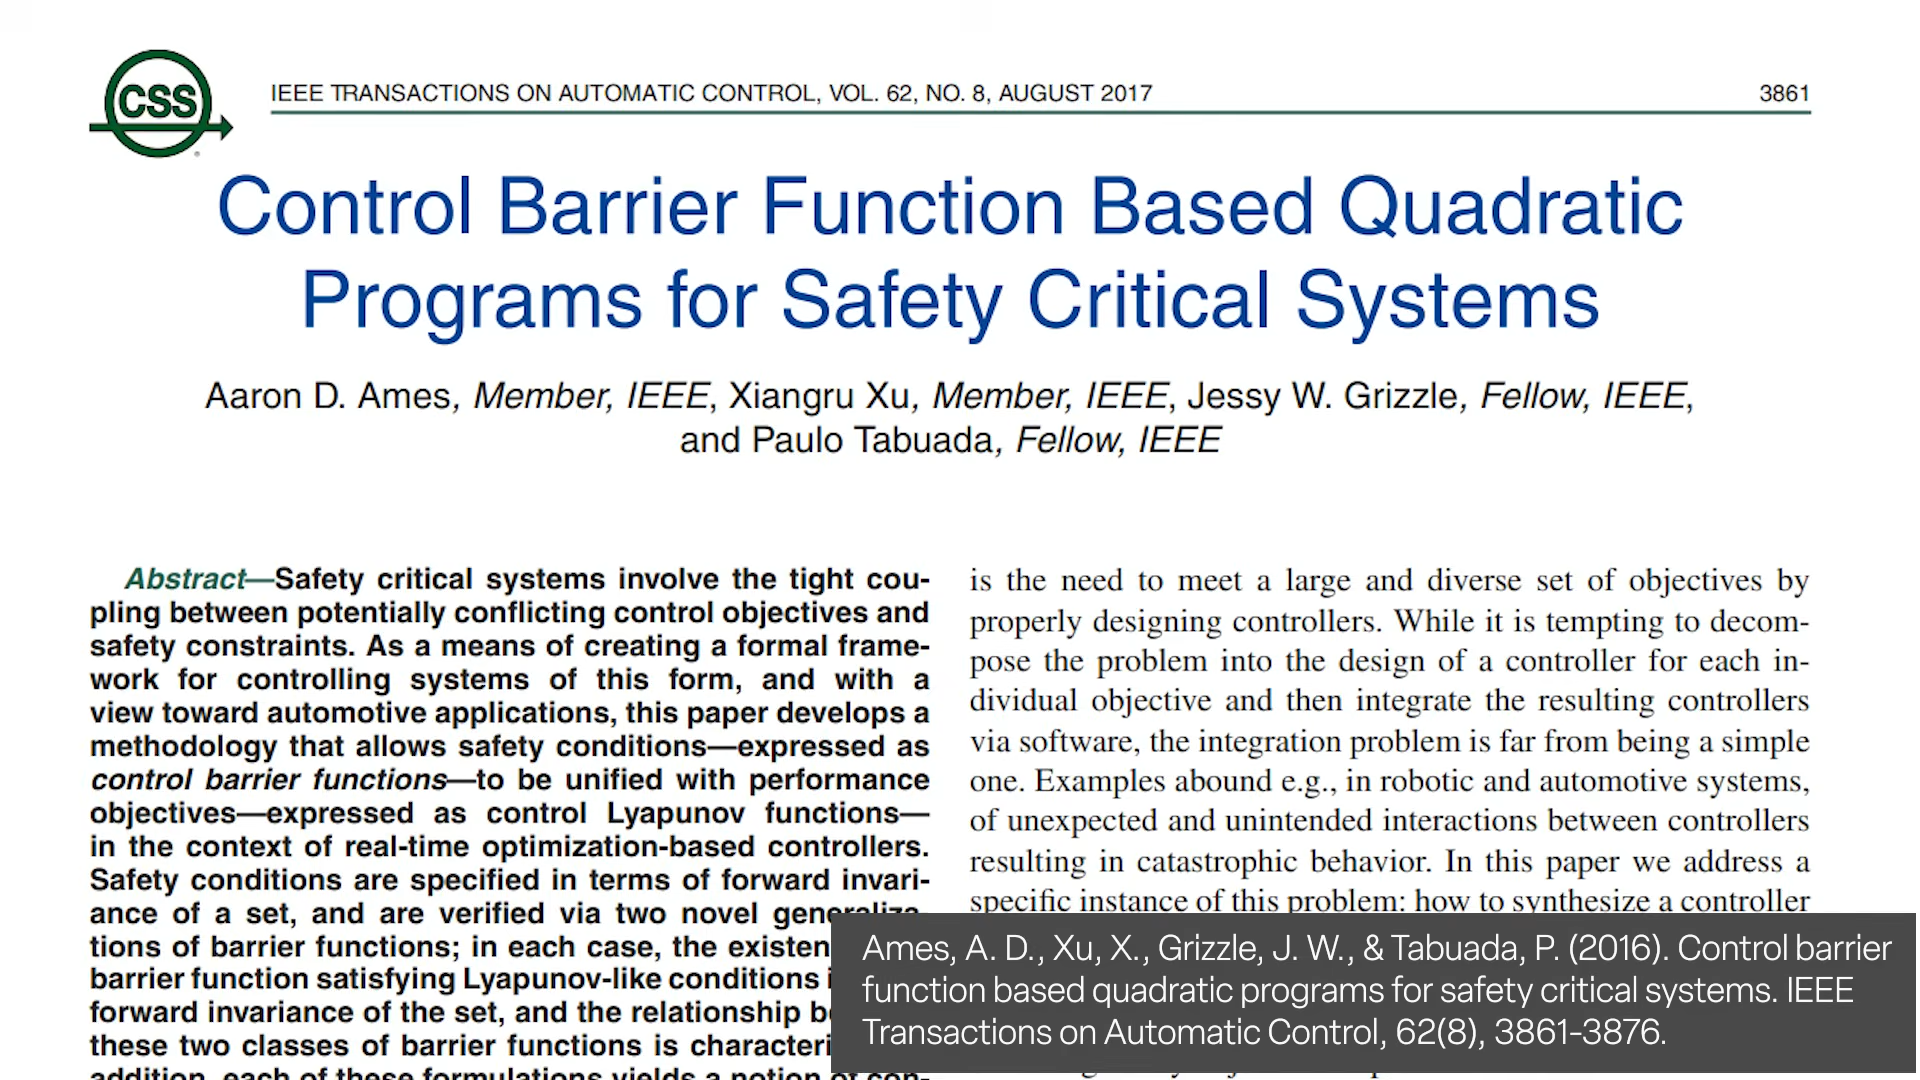 CSS
IEEE TRANSACTIONS ON AUTOMATIC CONTROL, VOL. 62, NO. 8, AUGUST 2017 3861
Control Barrier Function Based Quadratic
Programs for Safety Critical Systems
Aaron D. Ames, Member, IEEE, Xiangru Xu, Member, IEEE, Jessy W. Grizzle, Fellow, IEEE,
and Paulo Tabuada, Fellow, IEEE
Abstract—Safety critical systems involve the tight cou-
pling between potentially conflicting control objectives and
safety constraints. As a means of creating a formal frame-
work for controlling systems of this form, and with a
view toward automotive applications, this paper develops a
methodology that allows safety conditions—expressed as
control barrier functions—to be unified with performance
objectives—expressed as control Lyapunov functions—
in the context of real-time optimization-based controllers.
Safety conditions are specified in terms of forward invari-
ance of a set, and are verified via two novel generaliza-
tions of barrier functions; in each case, the existen
barrier function satisfying Lyapunov-like conditions i
forward invariance of the set, and the relationship b
these two classes of barrier functions is characteri
addition, each of these formulations yields a notion of con-
is the need to meet a large and diverse set of objectives by
properly designing controllers. While it is tempting to decom-
pose the problem into the design of a controller for each in-
dividual objective and then integrate the resulting controllers
via software, the integration problem is far from being a simple
one. Examples abound e.g., in robotic and automotive systems,
of unexpected and unintended interactions between controllers
resulting in catastrophic behavior. In this paper we address a
specific instance of this problem: how to synthesize a controller
Ames, A. D., Xu, X., Grizzle, J. W., & Tabuada, P. (2016). Control barrier
function based quadratic programs for safety critical systems. IEEE
Transactions on Automatic Control, 62(8), 3861-3876.